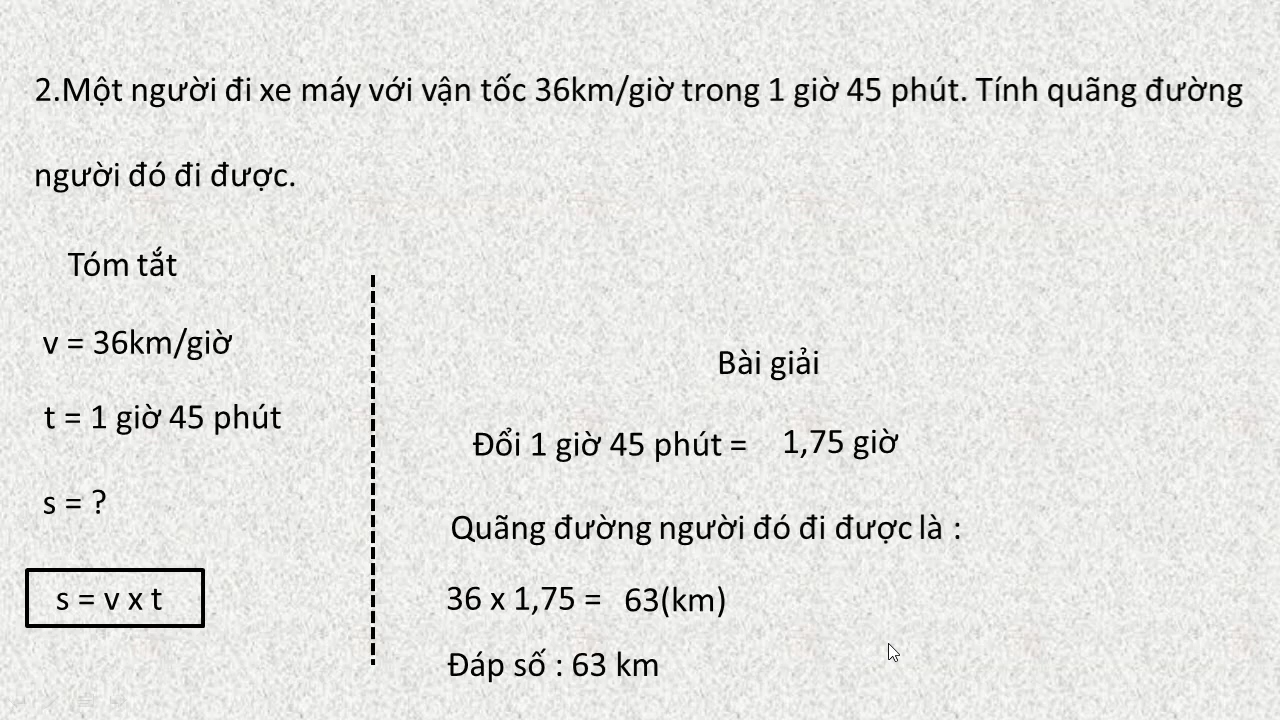 2.Một người đi xe máy với vận tốc 36km/giờ trong 1 giờ 45 phút. Tính quãng đường
người đó đi được.
Tóm tắt
v = 36km/giờ
t = 1 giờ 45 phút
s = ?
s = v x t
Bài giải
Đổi 1 giờ 45 phút = 1,75 giờ
Quãng đường người đó đi được là :
36 x 1,75 = 63(km)
Đáp số : 63 km